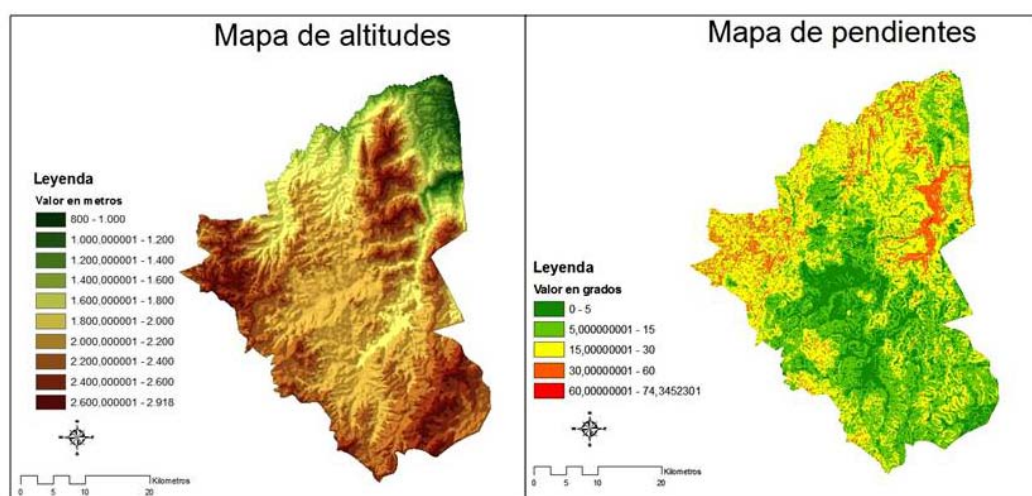 Mapa de altitudes
Leyenda
Valor en metros
800 - 1.000
1.000,000001 - 1.200
1.200,000001 - 1.400
1.400,000001 - 1.600
1.600,000001 - 1.800
1.800,000001 - 2.000
2.000,000001 - 2.200
2.200,000001 - 2.400
2.400,000001 - 2.600
2.600,000001 - 2.918
Kilometros
0 5 10 20
Mapa de pendientes
Leyenda
Valor en grados
0 - 5
5,000000001 - 15
15,00000001 - 30
30,00000001 - 60
60,00000001 - 74,3452301
Kilometros
0 5 10 20